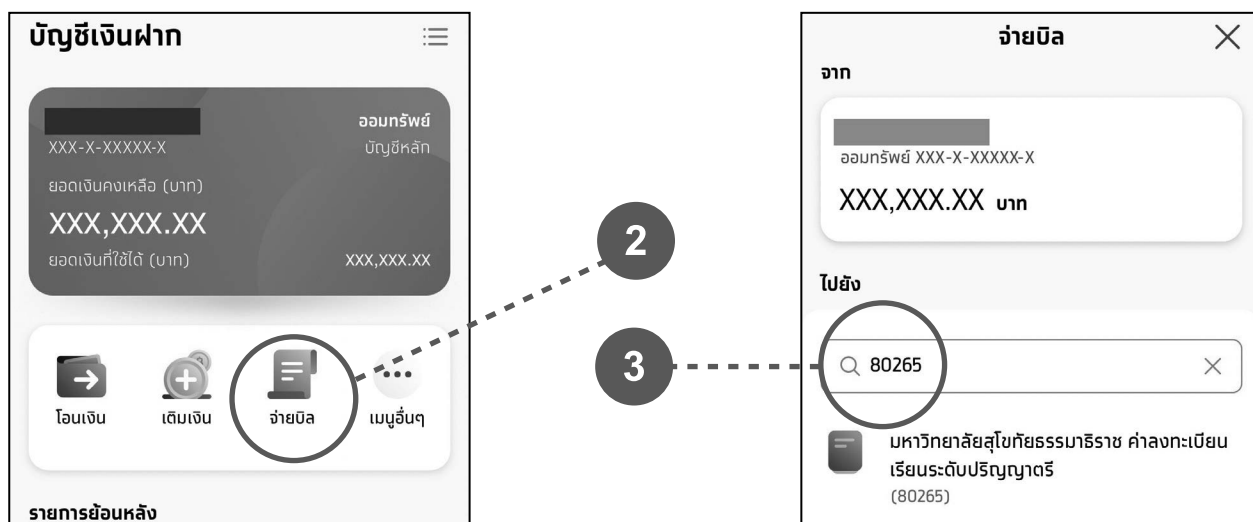 บัญชีเงินฝาก
ออมทรัพย์
XXX-X-XXXXX-X
บัญชีหลัก
ยอดเงินคงเหลือ (บาท)
XXX,XXX.XX
ยอดเงินที่ใช้ได้ (บาท)
XXX,XXX.XX
โอนเงิน
เติมเงิน
จ่ายบิล
เมนูอื่นๆ
รายการย้อนหลัง
2
3
จ่ายบิล
จาก
ออมทรัพย์ XXX-X-XXXXX-X
XXX,XXX.XX บาท
ไปยัง
80265
มหาวิทยาลัยสุโขทัยธรรมาธิราช ค่าลงทะเบียน
เรียนระดับปริญญาตรี
(80265)